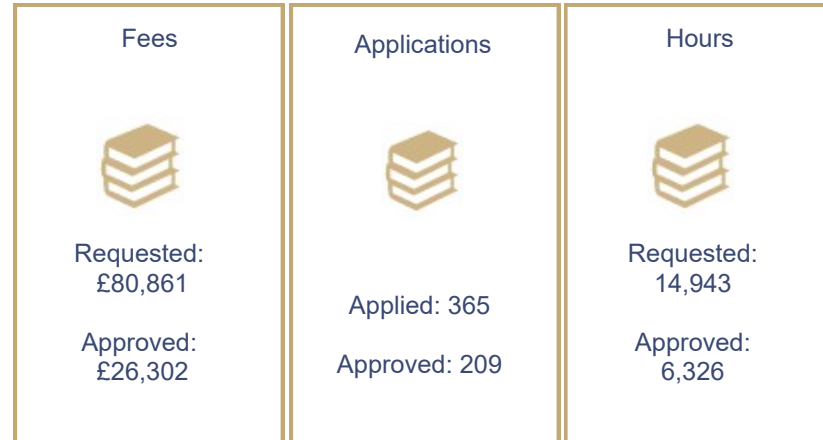 Fees
Requested:
£80,861
Approved:
£26,302
Applications
Applied: 365
Approved: 209
Hours
Requested:
14,943
Approved:
6,326